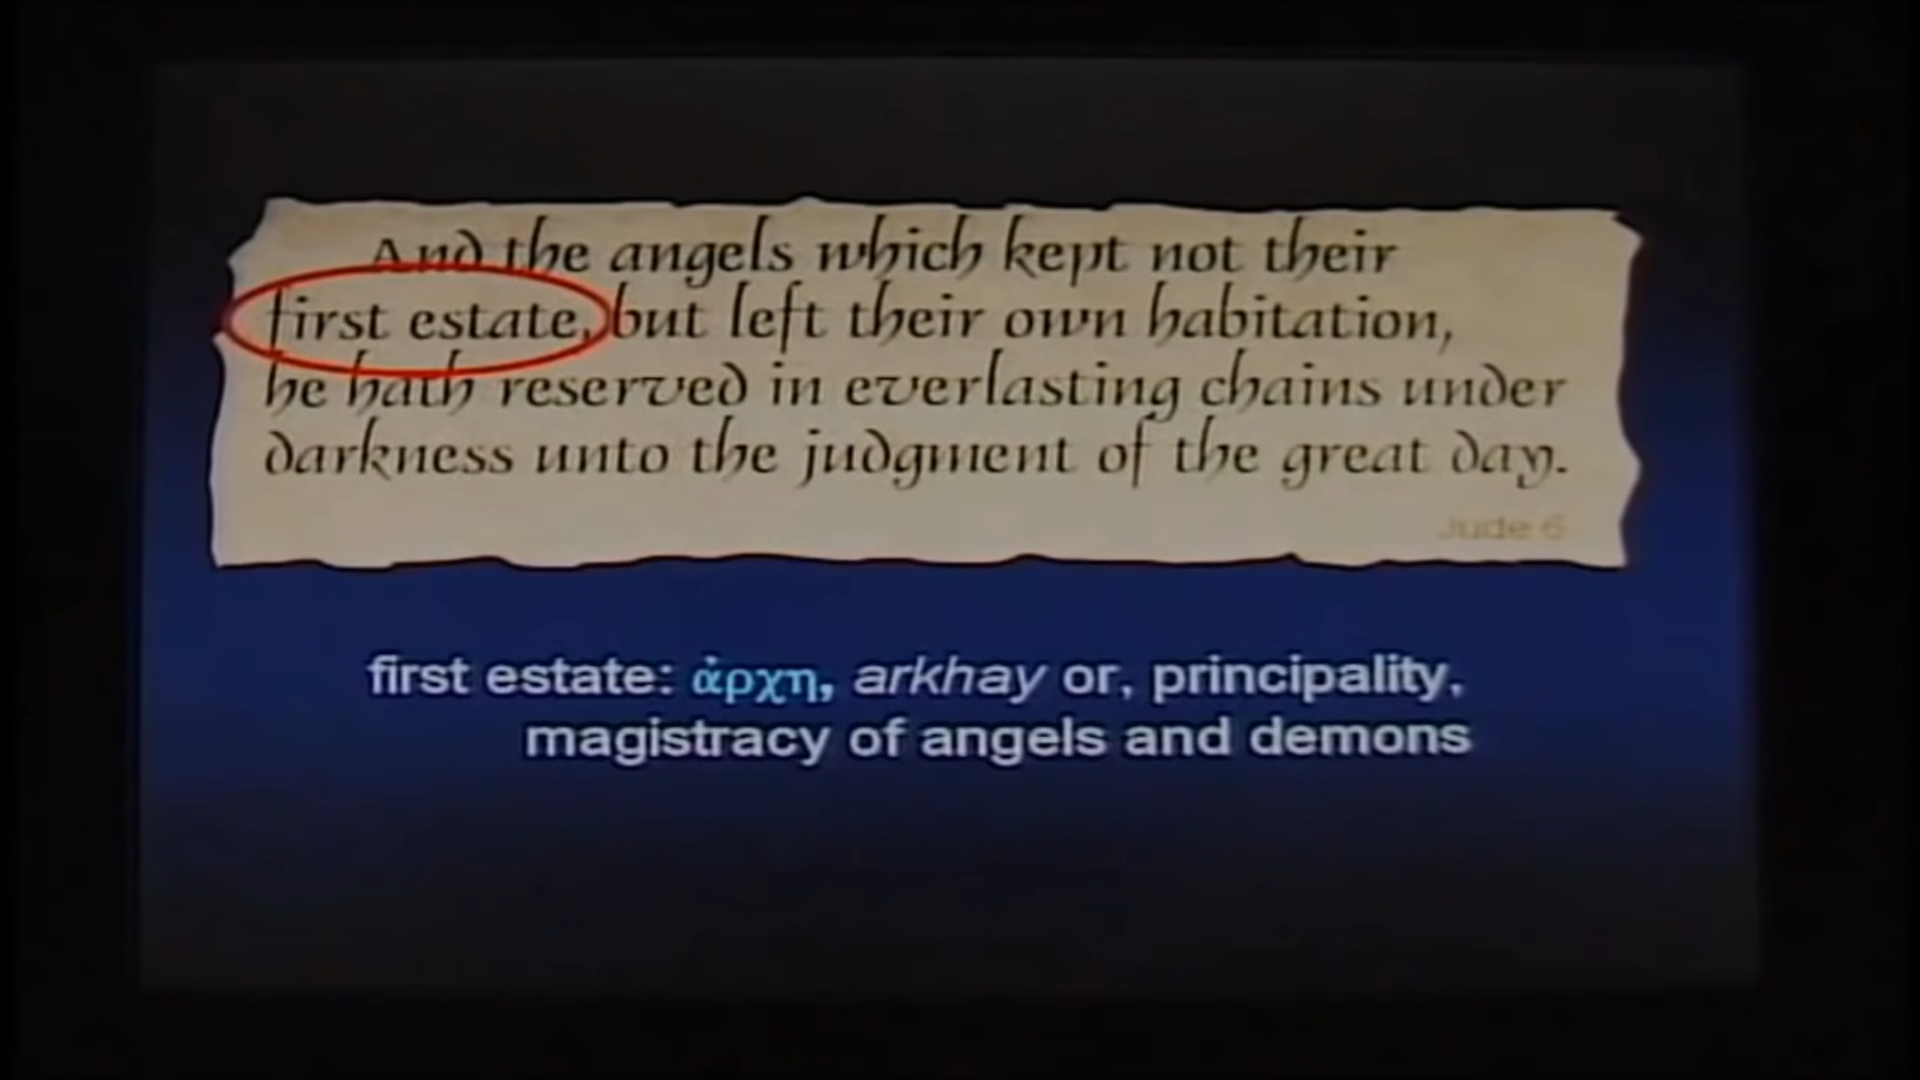 And the angels which kept not their
first estate, but left their own habitation,
he hath reserved in everlasting chains under
darkness unto the judgment of the great day.
Jude 6
first estate: ἀρχη, arkhay or, principality,
magistracy of angels and demons